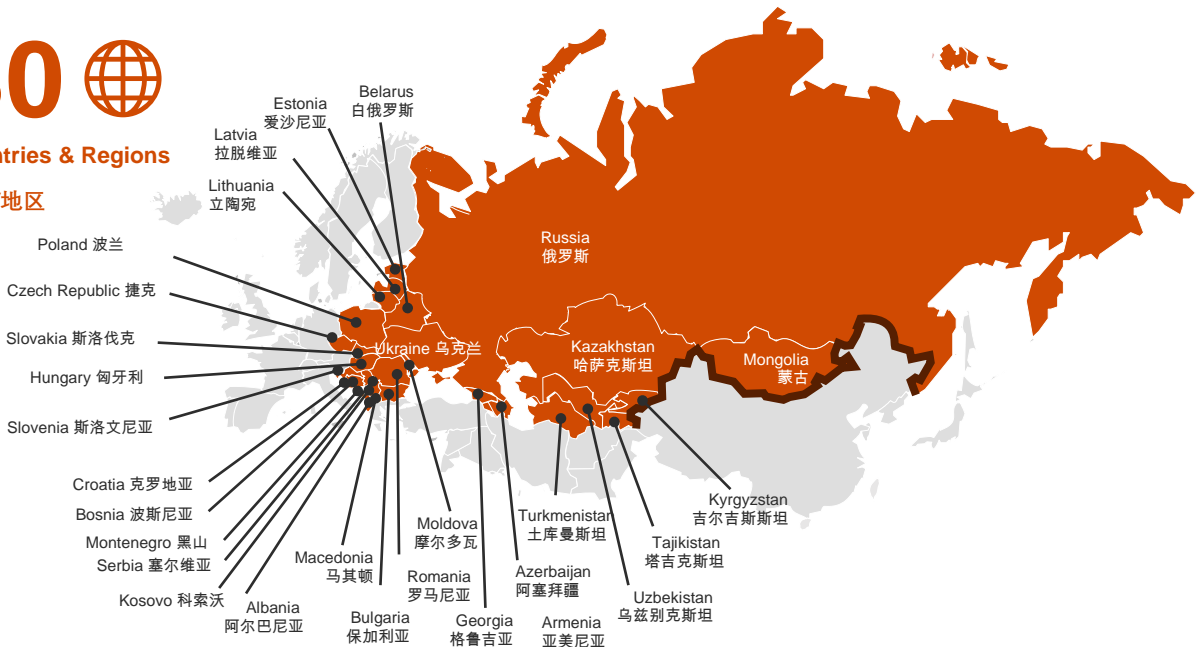 0
ntries & Regions
地区
Belarus
白俄罗斯
Estonia
爱沙尼亚
Latvia
拉脱维亚
Lithuania
立陶宛
Poland 波兰
Czech Republic 捷克
Slovakia 斯洛伐克
Hungary 匈牙利
Slovenia 斯洛文尼亚
Croatia 克罗地亚
Bosnia 波斯尼亚
Montenegro 黑山
Serbia 塞尔维亚
Kosovo 科索沃
Albania
阿尔巴尼亚
Macedonia
马其顿
Bulgaria
保加利亚
Romania
罗马尼亚
Moldova
摩尔多瓦
Georgia
格鲁吉亚
Azerbaijan
阿塞拜疆
Armenia
亚美尼亚
Turkmenistan
土库曼斯坦
Uzbekistan
乌兹别克斯坦
Tajikistan
塔吉克斯坦
Kyrgyzstan
吉尔吉斯斯坦
Russia
俄罗斯
Ukraine 乌克兰
Kazakhstan
哈萨克斯坦
Mongolia
蒙古